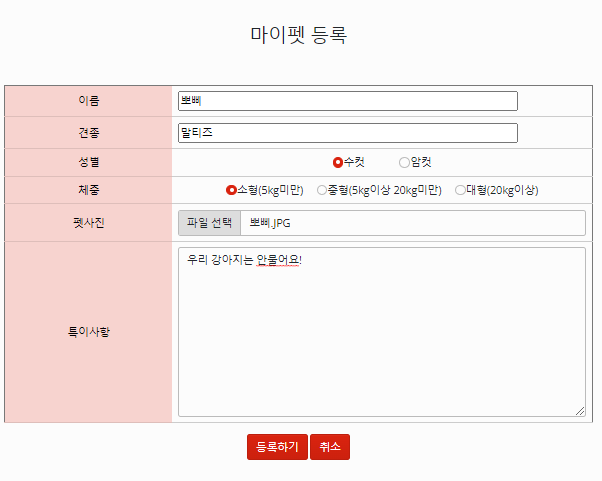 마이펫 등록
이름 뽀삐
견종 말티즈
성별 수컷 암컷
체중 소형(5kg미만) 중형(5kg이상 20kg미만) 대형(20kg이상)
펫사진 파일 선택 뽀삐.JPG
우리 강아지는 안물어요!
특이사항
등록하기 취소